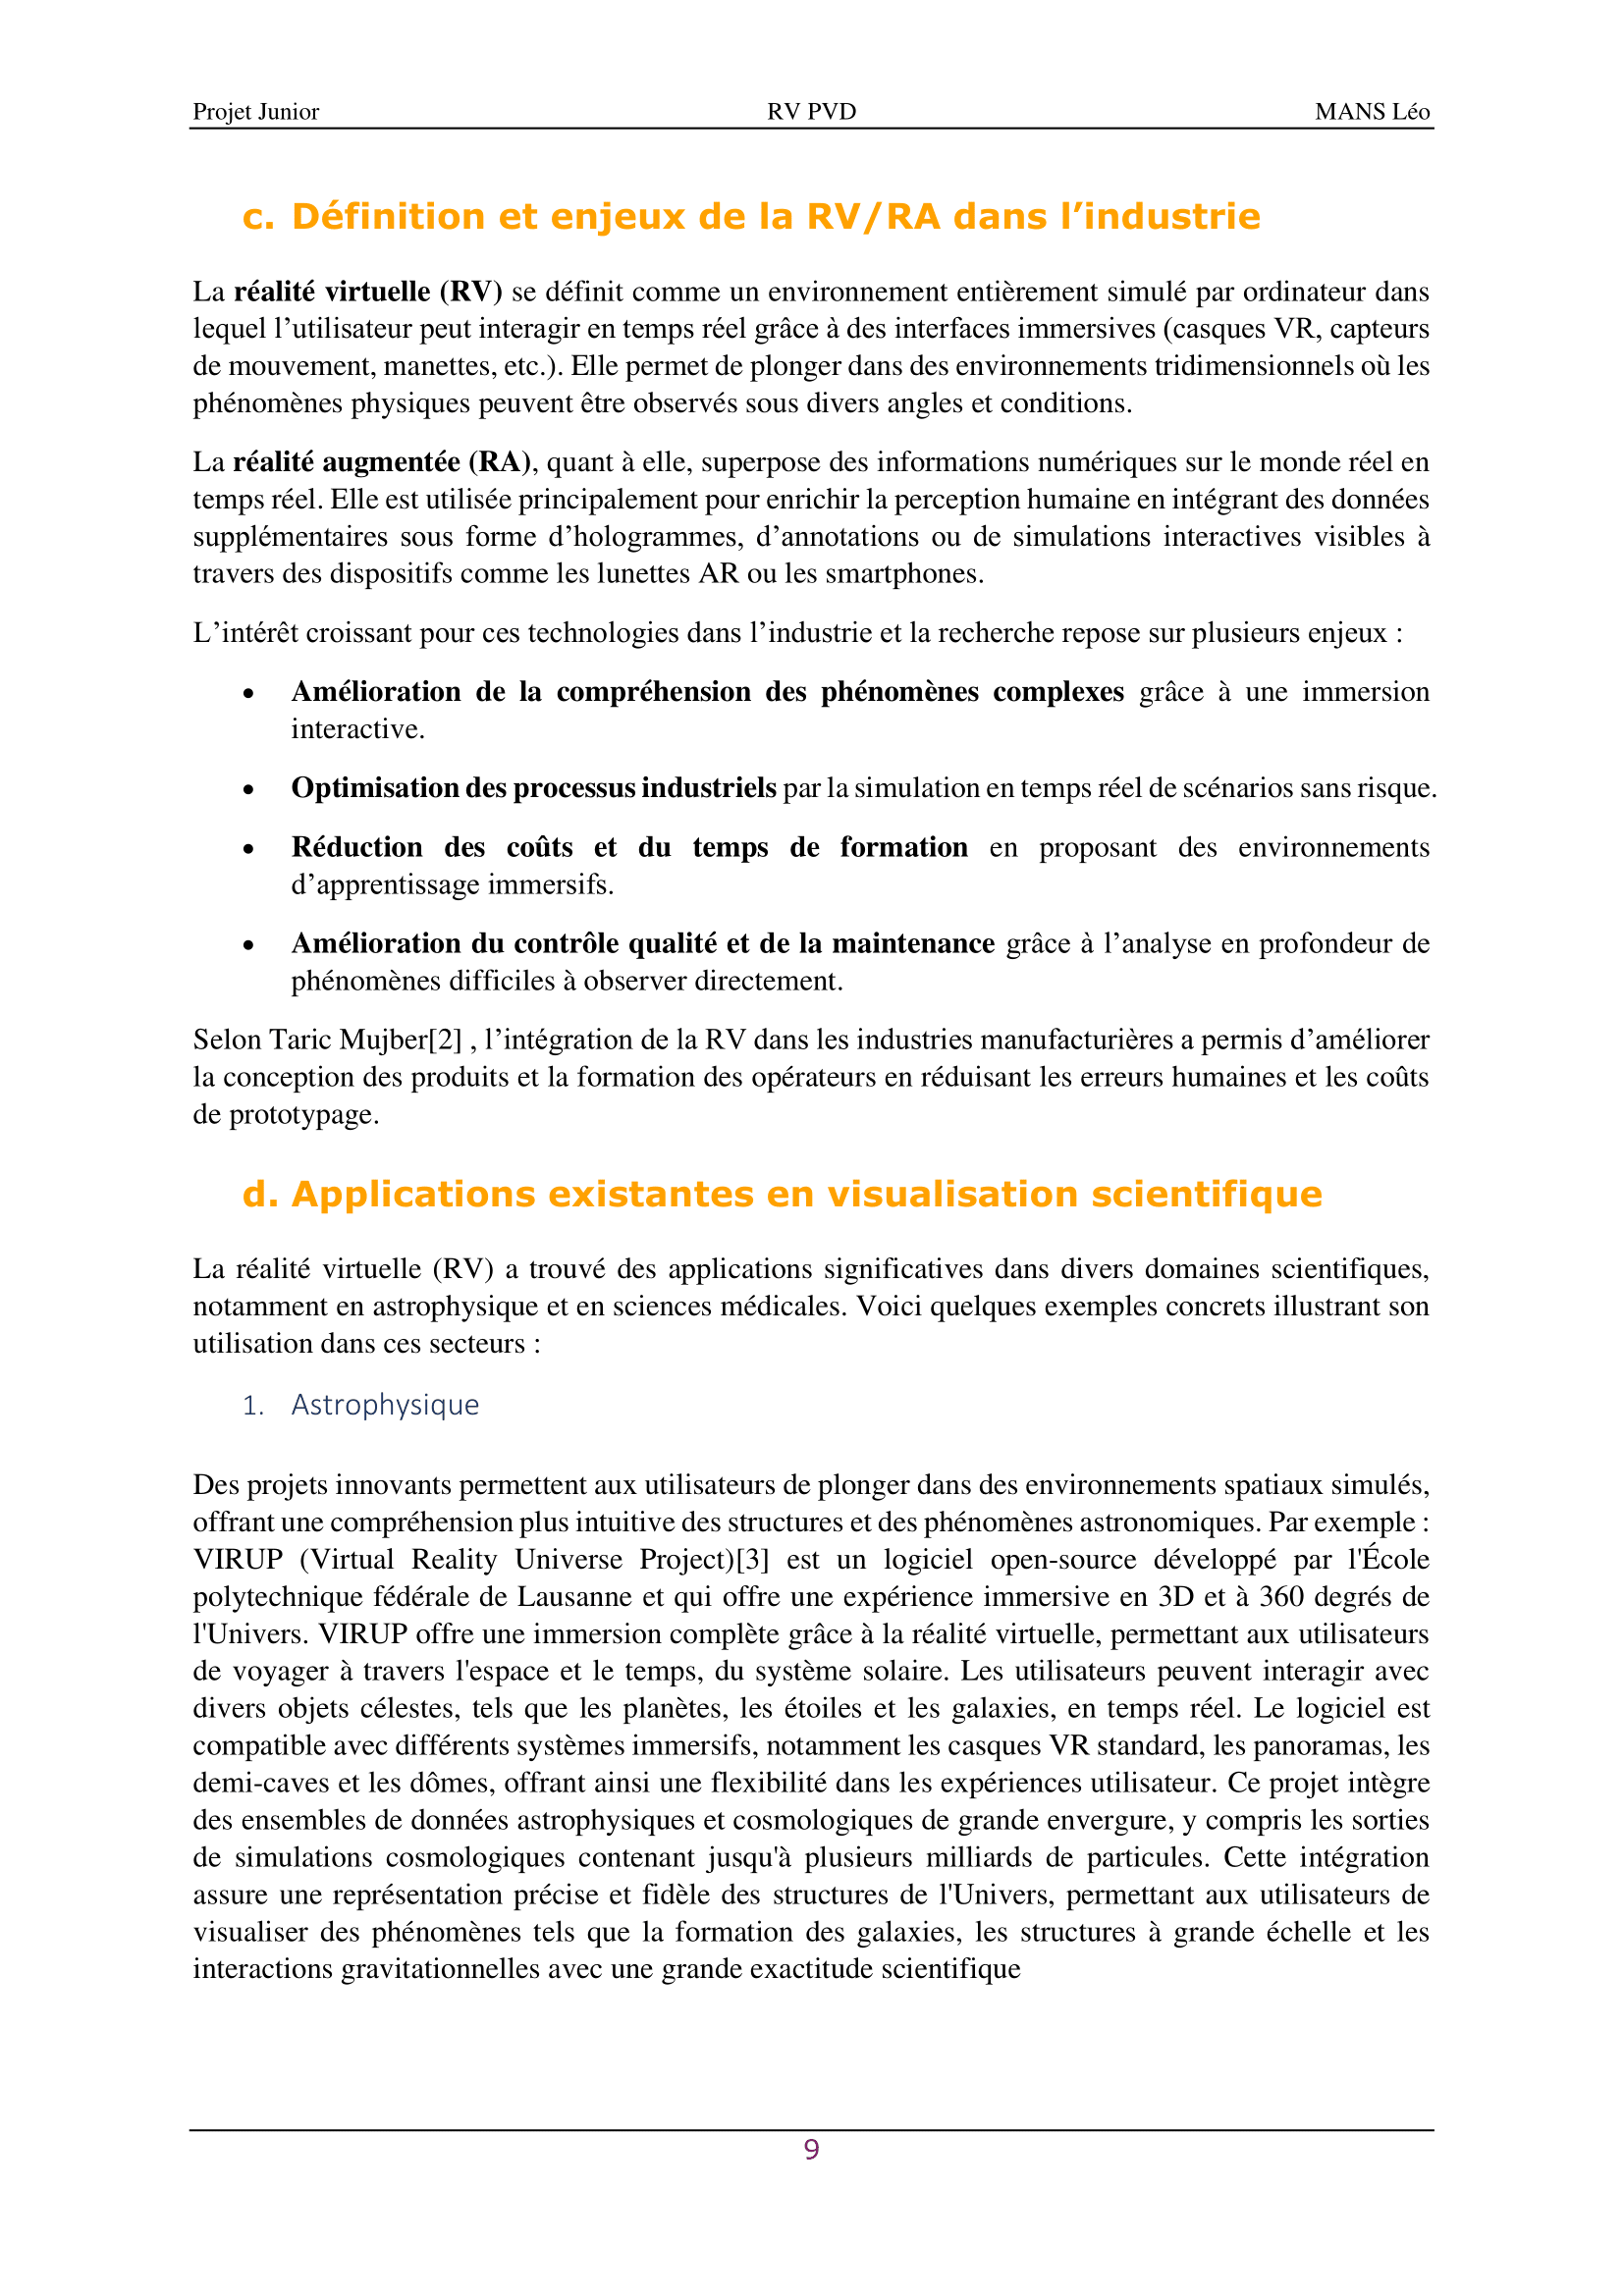 Projet Junior RV PVD MANS Léo
c. Définition et enjeux de la RV/RA dans l’industrie
La réalité virtuelle (RV) se définit comme un environnement entièrement simulé par ordinateur dans
lequel l’utilisateur peut interagir en temps réel grâce à des interfaces immersives (casques VR, capteurs
de mouvement, manettes, etc.). Elle permet de plonger dans des environnements tridimensionnels où les
phénomènes physiques peuvent être observés sous divers angles et conditions.
La réalité augmentée (RA), quant à elle, superpose des informations numériques sur le monde réel en
temps réel. Elle est utilisée principalement pour enrichir la perception humaine en intégrant des données
supplémentaires sous forme d’hologrammes, d’annotations ou de simulations interactives visibles à
travers des dispositifs comme les lunettes AR ou les smartphones.
L’intérêt croissant pour ces technologies dans l’industrie et la recherche repose sur plusieurs enjeux :
• Amélioration de la compréhension des phénomènes complexes grâce à une immersion
interactive.
• Optimisation des processus industriels par la simulation en temps réel de scénarios sans risque.
• Réduction des coûts et du temps de formation en proposant des environnements
d’apprentissage immersifs.
• Amélioration du contrôle qualité et de la maintenance grâce à l’analyse en profondeur de
phénomènes difficiles à observer directement.
Selon Taric Mujber[2] , l’intégration de la RV dans les industries manufacturières a permis d’améliorer
la conception des produits et la formation des opérateurs en réduisant les erreurs humaines et les coûts
de prototypage.
d. Applications existantes en visualisation scientifique
La réalité virtuelle (RV) a trouvé des applications significatives dans divers domaines scientifiques,
notamment en astrophysique et en sciences médicales. Voici quelques exemples concrets illustrant son
utilisation dans ces secteurs :
1. Astrophysique
Des projets innovants permettent aux utilisateurs de plonger dans des environnements spatiaux simulés,
offrant une compréhension plus intuitive des structures et des phénomènes astronomiques. Par exemple :
VIRUP (Virtual Reality Universe Project)[3] est un logiciel open-source développé par l'École
polytechnique fédérale de Lausanne et qui offre une expérience immersive en 3D et à 360 degrés de
l'Univers. VIRUP offre une immersion complète grâce à la réalité virtuelle, permettant aux utilisateurs
de voyager à travers l'espace et le temps, du système solaire. Les utilisateurs peuvent interagir avec
divers objets célestes, tels que les planètes, les étoiles et les galaxies, en temps réel. Le logiciel est
compatible avec différents systèmes immersifs, notamment les casques VR standard, les panoramas, les
demi-caves et les dômes, offrant ainsi une flexibilité dans les expériences utilisateur. Ce projet intègre
des ensembles de données astrophysiques et cosmologiques de grande envergure, y compris les sorties
de simulations cosmologiques contenant jusqu'à plusieurs milliards de particules. Cette intégration
assure une représentation précise et fidèle des structures de l'Univers, permettant aux utilisateurs de
visualiser des phénomènes tels que la formation des galaxies, les structures à grande échelle et les
interactions gravitationnelles avec une grande exactitude scientifique
9